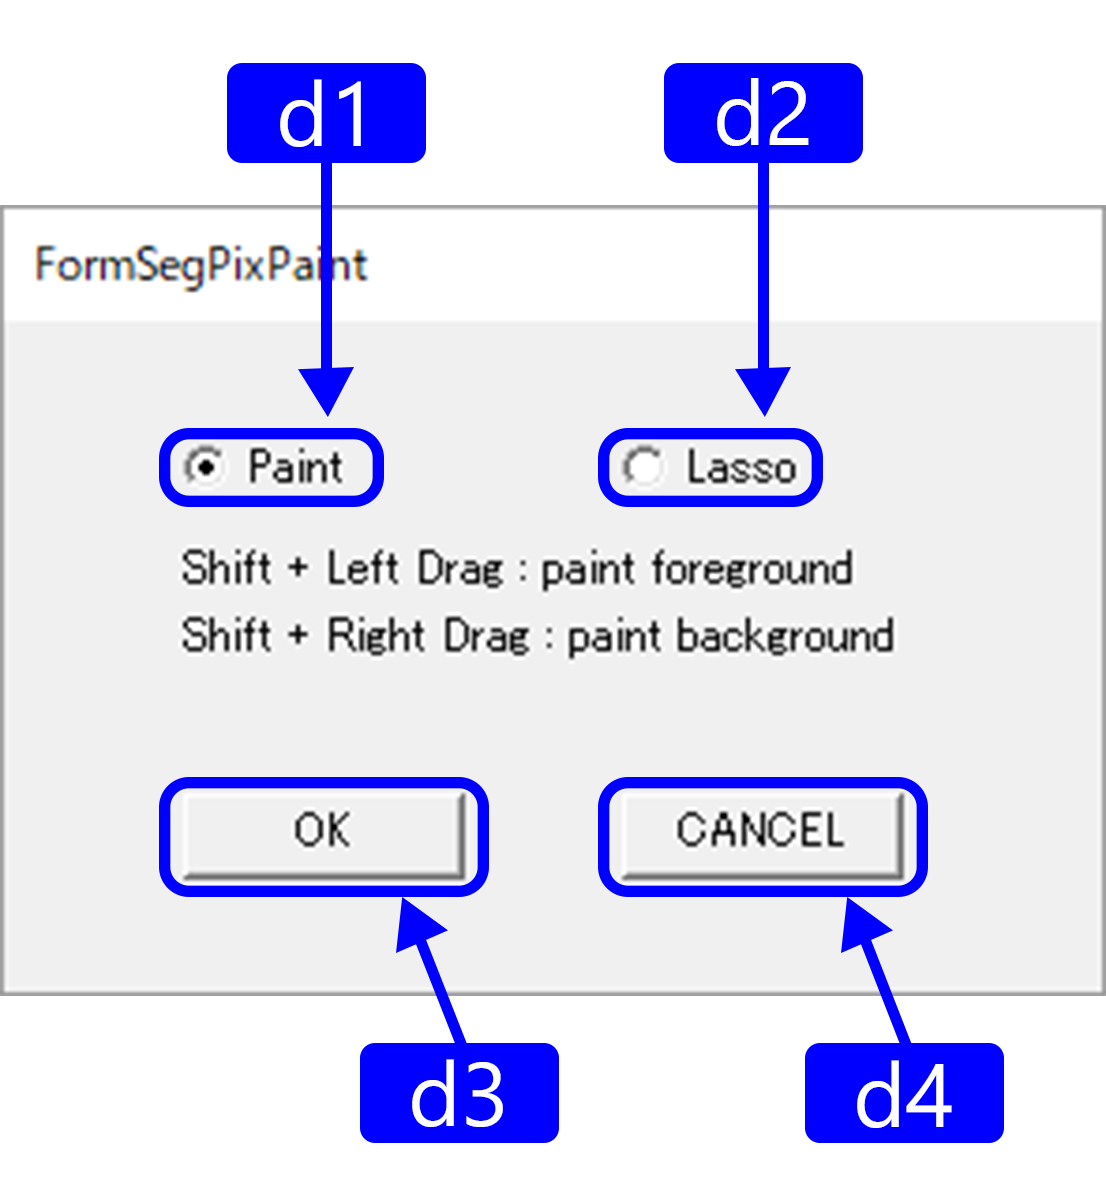 d1 d2
FormSegPixPaint
Paint Lasso
Shift + Left Drag : paint foreground
Shift + Right Drag : paint background
OK CANCEL
d3 d4